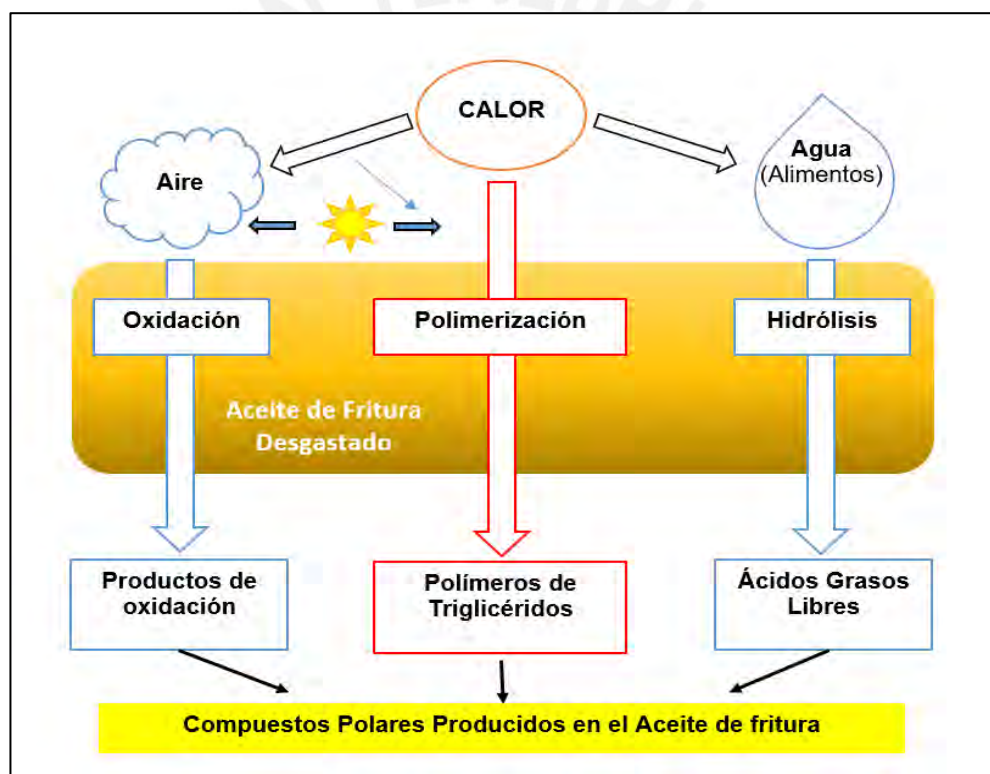 CALOR
Aire
Agua
(Alimentos)
Oxidación
Polimerización
Hidrólisis
Aceite de Fritura
Desgastado
Productos de
oxidación
Polímeros de
Triglicéridos
Ácidos Grasos
Libres
Compuestos Polares Producidos en el Aceite de fritura